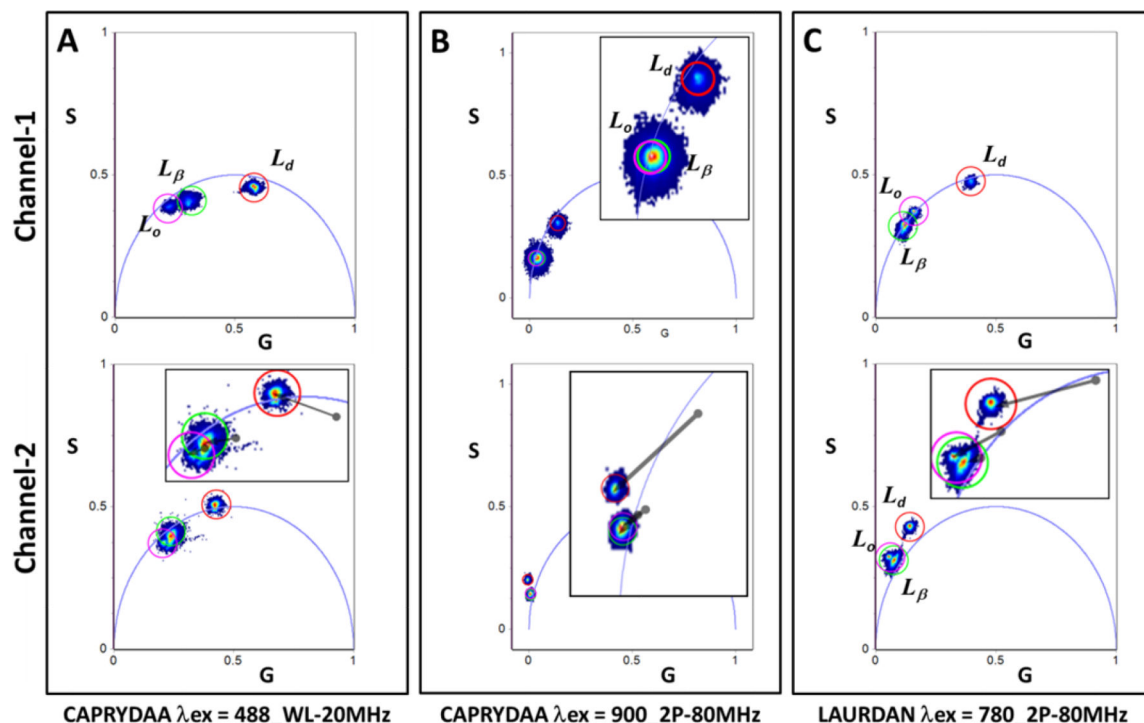 A
B
C
Channel-1
1
S
0.5
0
Lβ
Lo
Ld
0
0.5
1
G
1
0.5
0
Ld
Lo
Lβ
0
0.5
1
G
1
S
0.5
0
Ld
Lo
Lβ
0
0.5
1
G
Channel-2
1
S
0.5
0
0
0.5
1
G
1
0.5
0
0
0.5
1
G
1
S
0.5
0
Ld
Lo
Lβ
0
0.5
1
G
CAPRYDAA λex = 488 WL-20MHz
CAPRYDAA λex = 900 2P-80MHz
LAURDAN λex = 780 2P-80MHz